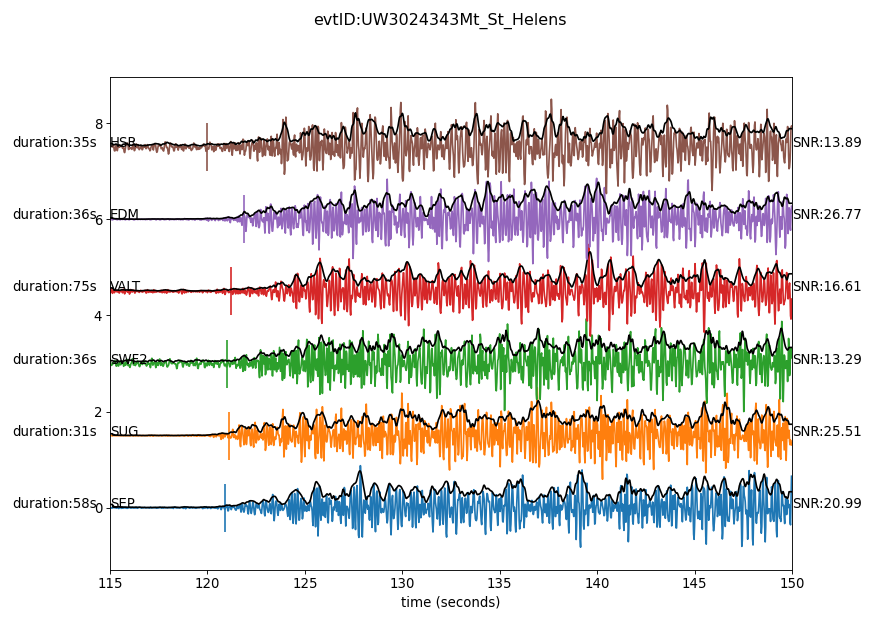 evtID:UW3024343Mt_St_Helens
8
duration:35s HSR SNR:13.89
duration:36s EDM SNR:26.77
6
duration:75s VALT SNR:16.61
4
duration:36s SWF2 SNR:13.29
2
duration:31s SUG SNR:25.51
duration:58s SEP SNR:20.99
0
115 120 125 130 135 140 145 150
time (seconds)